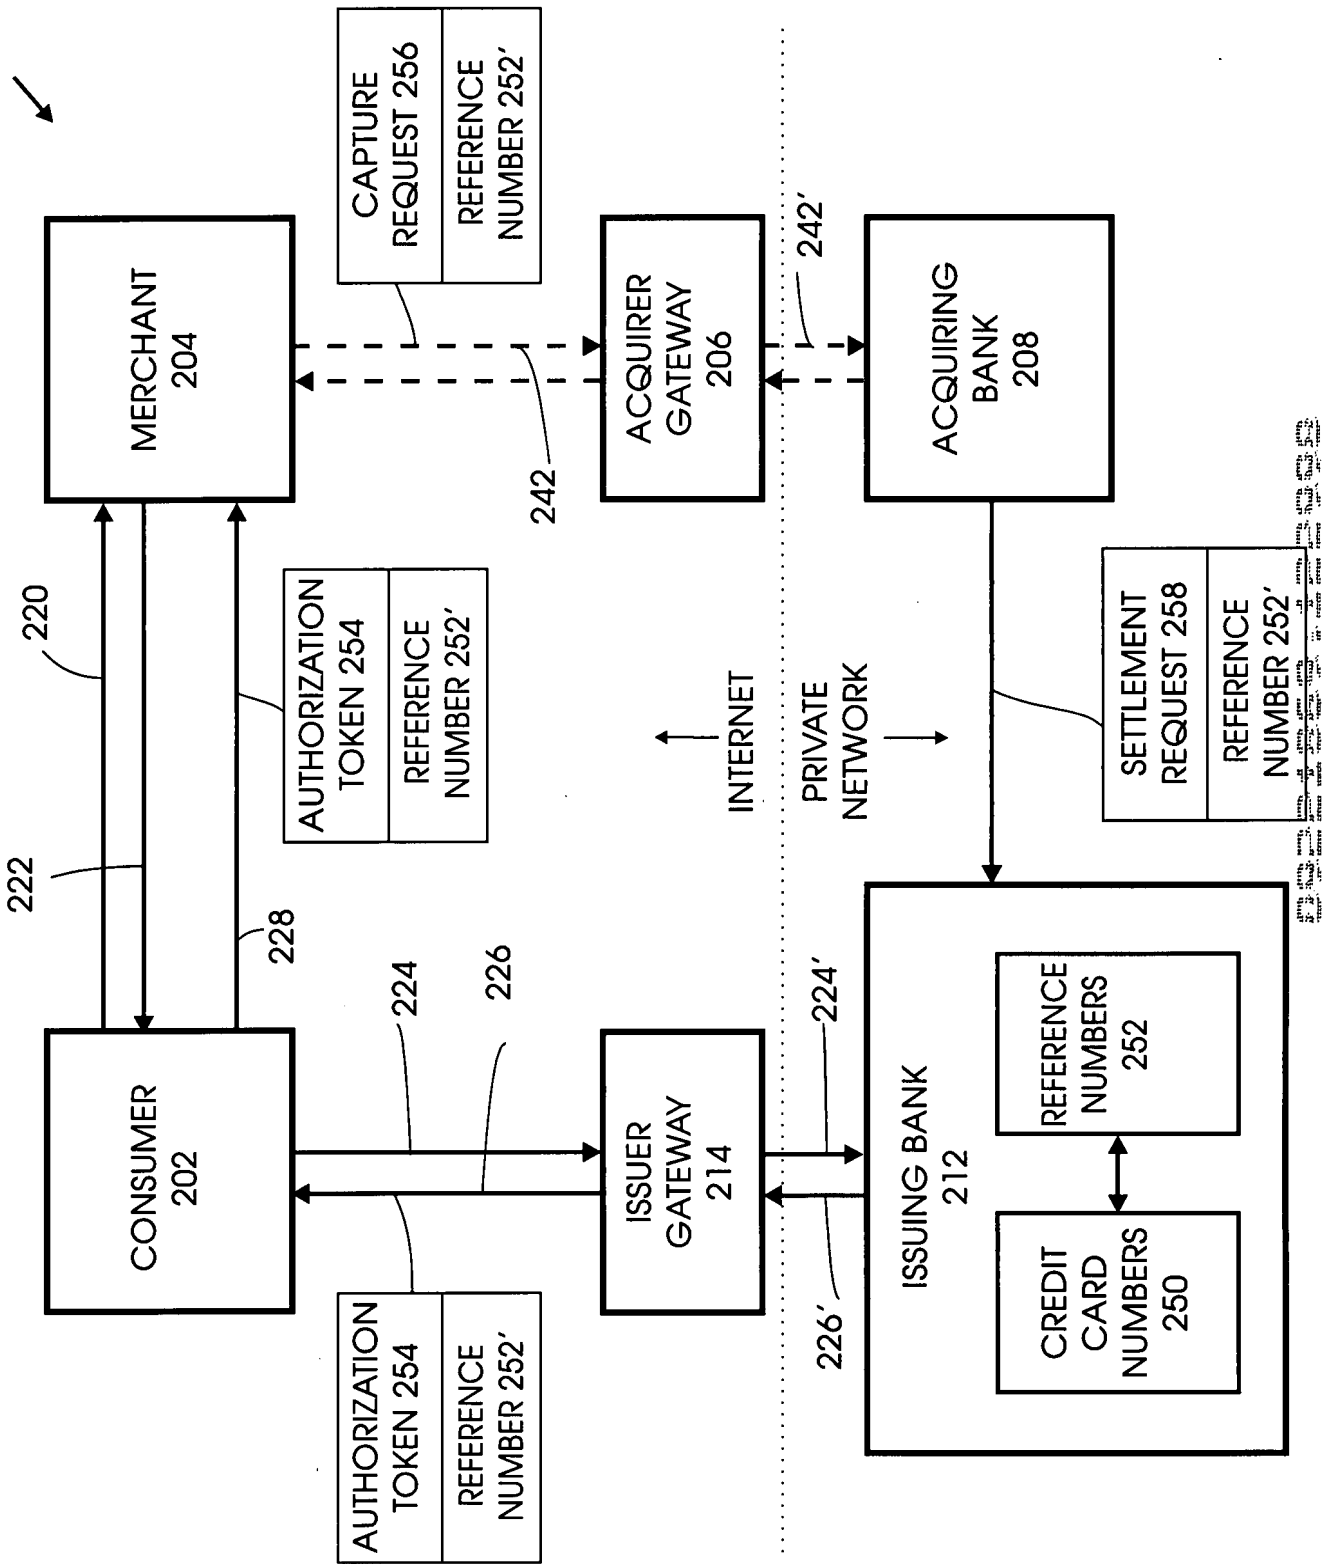 222
220
CONSUMER
202
MERCHANT
204
228
AUTHORIZATION
TOKEN 254
REFERENCE
NUMBER 252'
AUTHORIZATION
TOKEN 254
REFERENCE
NUMBER 252'
224
226
CAPTURE
REQUEST 256
REFERENCE
NUMBER 252'
242
ISSUER
GATEWAY
214
ACQUIRER
GATEWAY
206
INTERNET
PRIVATE
NETWORK
226'
224'
242'
ISSUING BANK
212
CREDIT
CARD
NUMBERS
250
REFERENCE
NUMBERS
252
ACQUIRING
BANK
208
SETTLEMENT
REQUEST 258
REFERENCE
NUMBER 252'